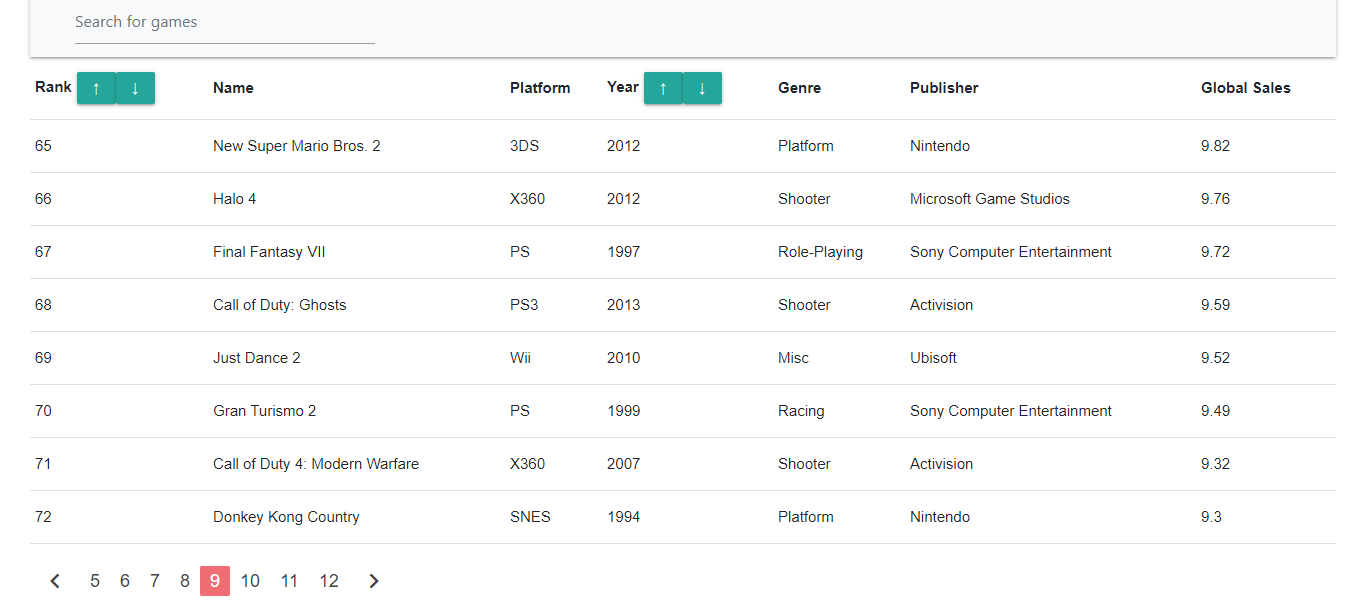 Search for games
Rank ↑ ↓ Name Platform Year ↑ ↓ Genre Publisher Global Sales
65 New Super Mario Bros. 2 3DS 2012 Platform Nintendo 9.82
66 Halo 4 X360 2012 Shooter Microsoft Game Studios 9.76
67 Final Fantasy VII PS 1997 Role-Playing Sony Computer Entertainment 9.72
68 Call of Duty: Ghosts PS3 2013 Shooter Activision 9.59
69 Just Dance 2 Wii 2010 Misc Ubisoft 9.52
70 Gran Turismo 2 PS 1999 Racing Sony Computer Entertainment 9.49
71 Call of Duty 4: Modern Warfare X360 2007 Shooter Activision 9.32
72 Donkey Kong Country SNES 1994 Platform Nintendo 9.3
5 6 7 8 9 10 11 12